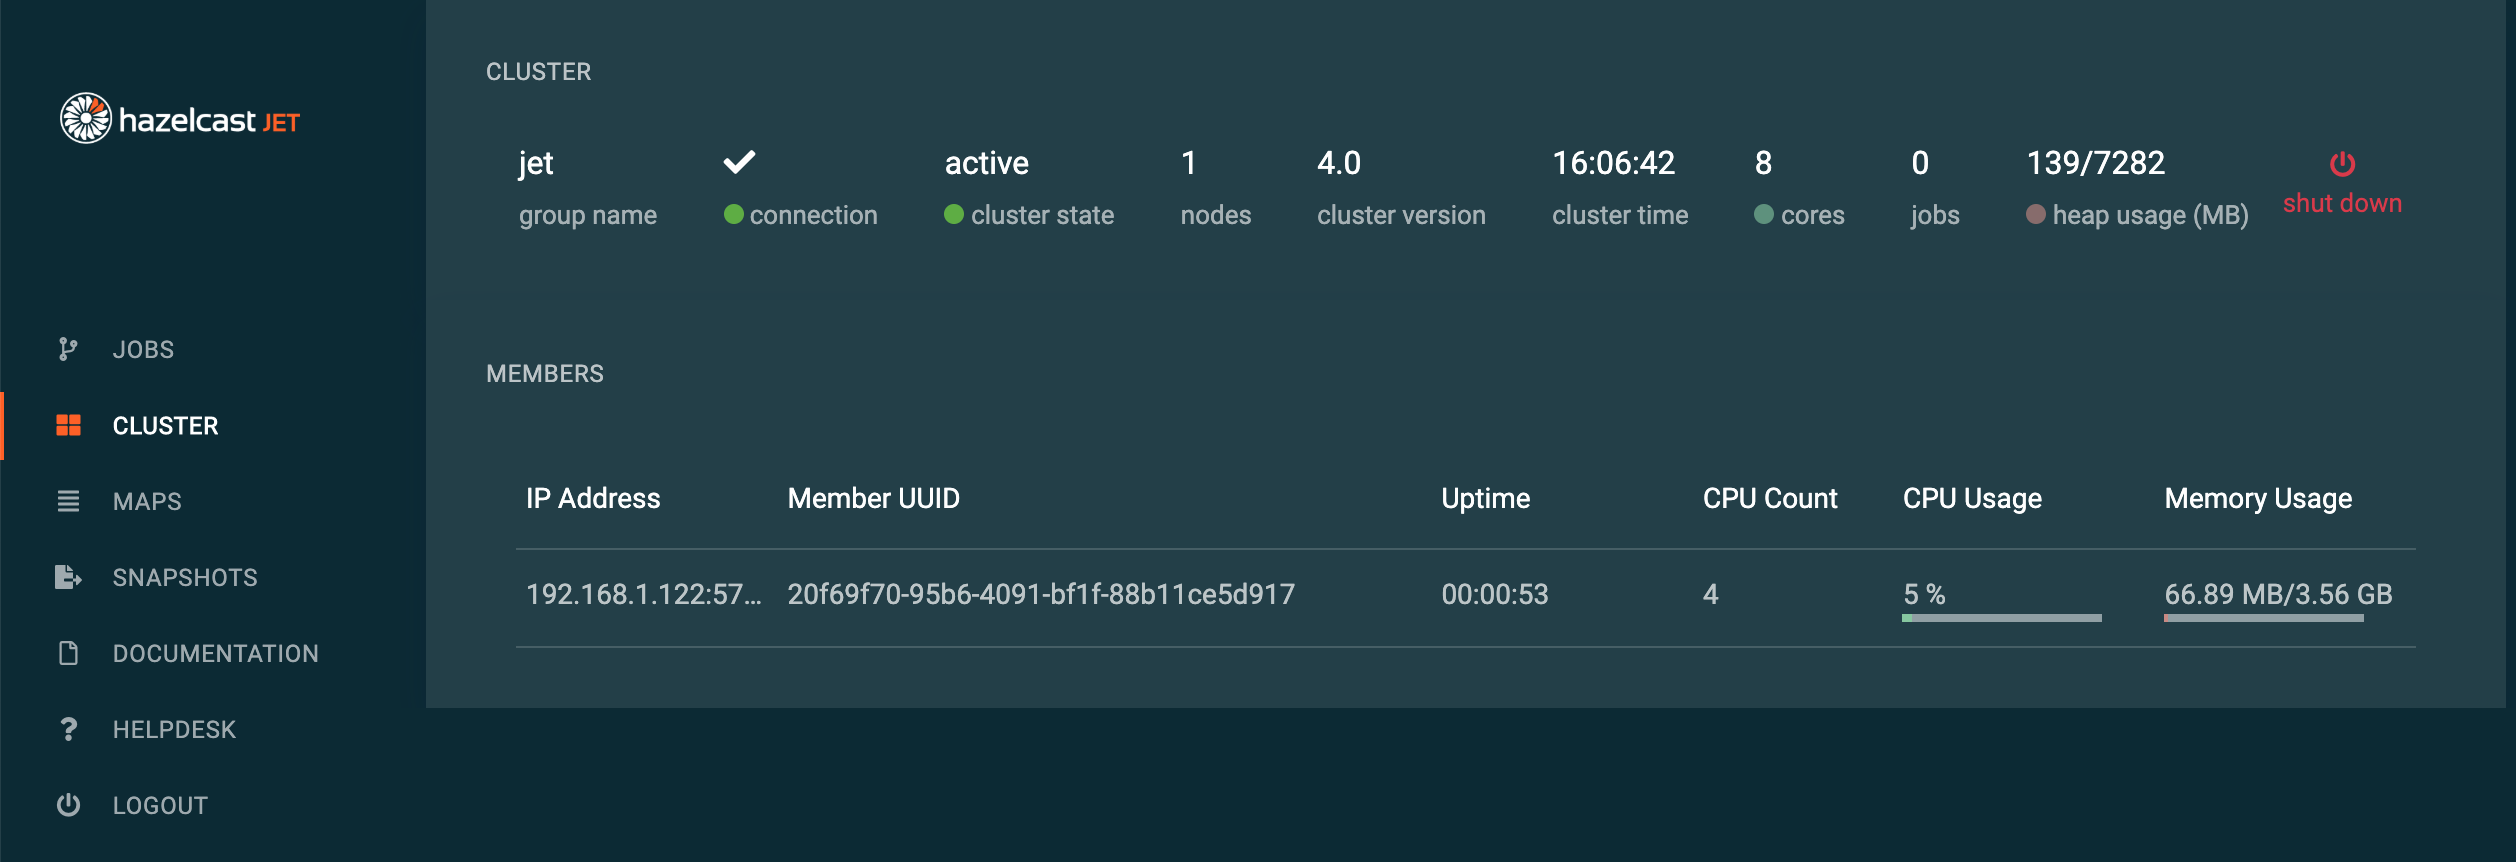 hazelcast JET
JOBS
CLUSTER
MAPS
SNAPSHOTS
DOCUMENTATION
HELPDESK
LOGOUT
CLUSTER
jet active 1 4.0 16:06:42 8 0 139/7282
group name connection cluster state nodes cluster version cluster time cores jobs heap usage (MB) shut down
MEMBERS
IP Address Member UUID Uptime CPU Count CPU Usage Memory Usage
192.168.1.122:57... 20f69f70-95b6-4091-bf1f-88b11ce5d917 00:00:53 4 5 % 66.89 MB/3.56 GB